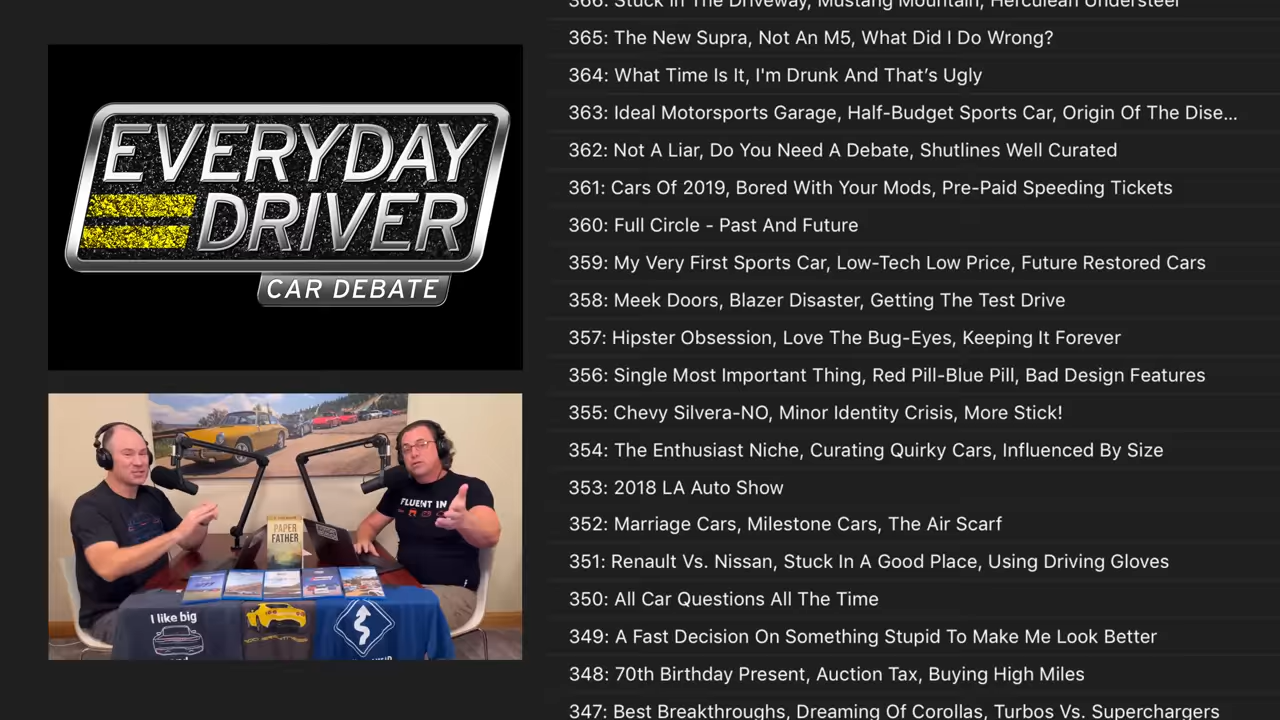 EVERYDAY
DRIVER
CAR DEBATE
FLUENT IN
PAPER
FATHER
I like big
366: Stuck In The Driveway, Mustang Mountain, Herculean Understeer
365: The New Supra, Not An M5, What Did I Do Wrong?
364: What Time Is It, I'm Drunk And That’s Ugly
363: Ideal Motorsports Garage, Half-Budget Sports Car, Origin Of The Dise...
362: Not A Liar, Do You Need A Debate, Shutlines Well Curated
361: Cars Of 2019, Bored With Your Mods, Pre-Paid Speeding Tickets
360: Full Circle - Past And Future
359: My Very First Sports Car, Low-Tech Low Price, Future Restored Cars
358: Meek Doors, Blazer Disaster, Getting The Test Drive
357: Hipster Obsession, Love The Bug-Eyes, Keeping It Forever
356: Single Most Important Thing, Red Pill-Blue Pill, Bad Design Features
355: Chevy Silvera-NO, Minor Identity Crisis, More Stick!
354: The Enthusiast Niche, Curating Quirky Cars, Influenced By Size
353: 2018 LA Auto Show
352: Marriage Cars, Milestone Cars, The Air Scarf
351: Renault Vs. Nissan, Stuck In A Good Place, Using Driving Gloves
350: All Car Questions All The Time
349: A Fast Decision On Something Stupid To Make Me Look Better
348: 70th Birthday Present, Auction Tax, Buying High Miles
347: Best Breakthroughs, Dreaming Of Corollas, Turbos Vs. Superchargers